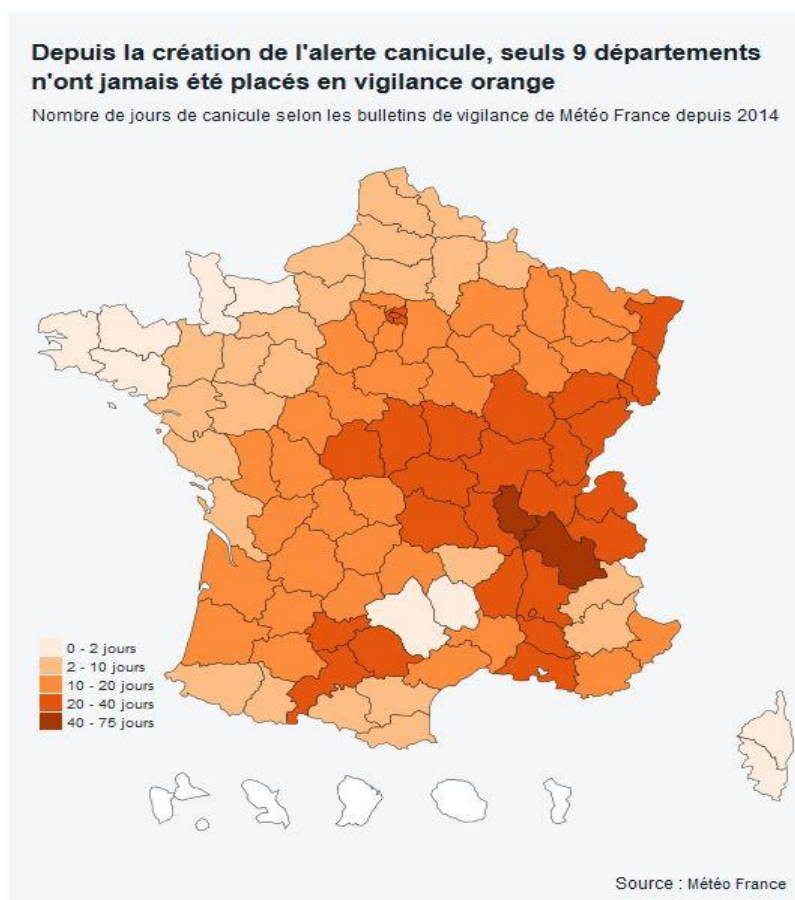 Depuis la création de l'alerte canicule, seuls 9 départements
n'ont jamais été placés en vigilance orange
Nombre de jours de canicule selon les bulletins de vigilance de Météo France depuis 2014
0 - 2 jours
2 - 10 jours
10 - 20 jours
20 - 40 jours
40 - 75 jours
Source : Météo France